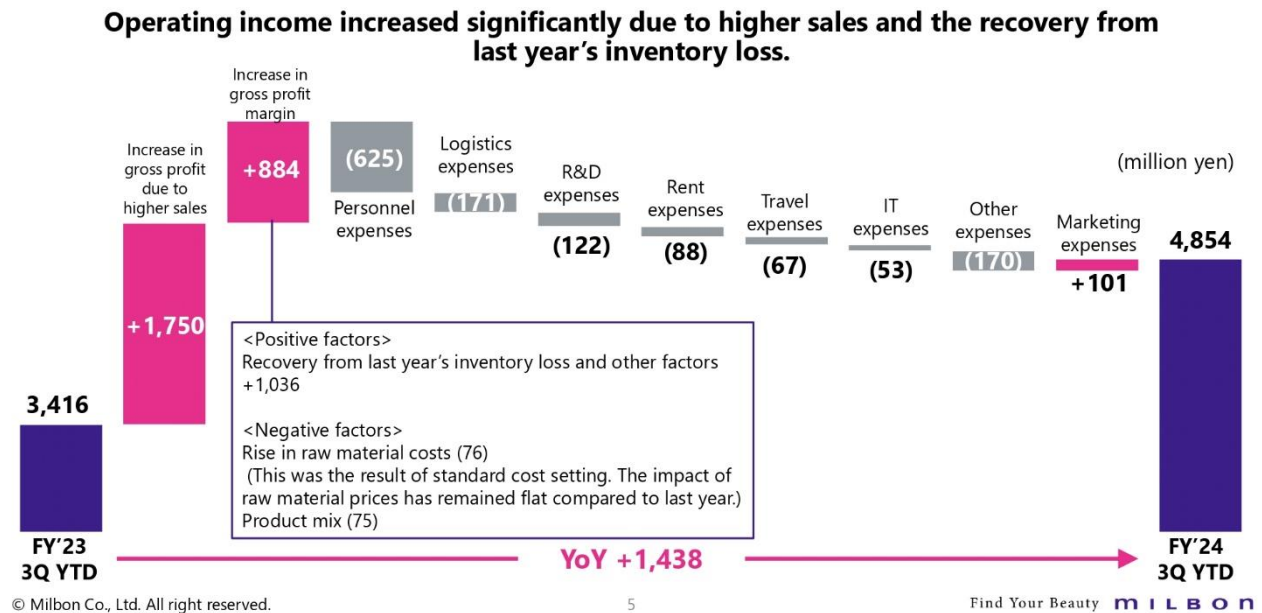 Operating income increased significantly due to higher sales and the recovery from
last year's inventory loss.
Increase in
gross profit
margin
+884
Increase in
gross profit
due to
higher sales
+1,750
(625)
Personnel
expenses
Logistics
expenses
(171)
R&D
expenses
(122)
Rent
expenses
(88)
Travel
expenses
(67)
IT
expenses
(53)
Other
expenses
(170)
Marketing
expenses
+101
(million yen)
4,854
3,416
<Positive factors>
Recovery from last year's inventory loss and other factors
+1,036
<Negative factors>
Rise in raw material costs (76)
(This was the result of standard cost setting. The impact of
raw material prices has remained flat compared to last year.)
Product mix (75)
FY'23
3Q YTD
YoY +1,438
FY'24
3Q YTD
© Milbon Co., Ltd. All right reserved.
5
Find Your Beauty MILBON